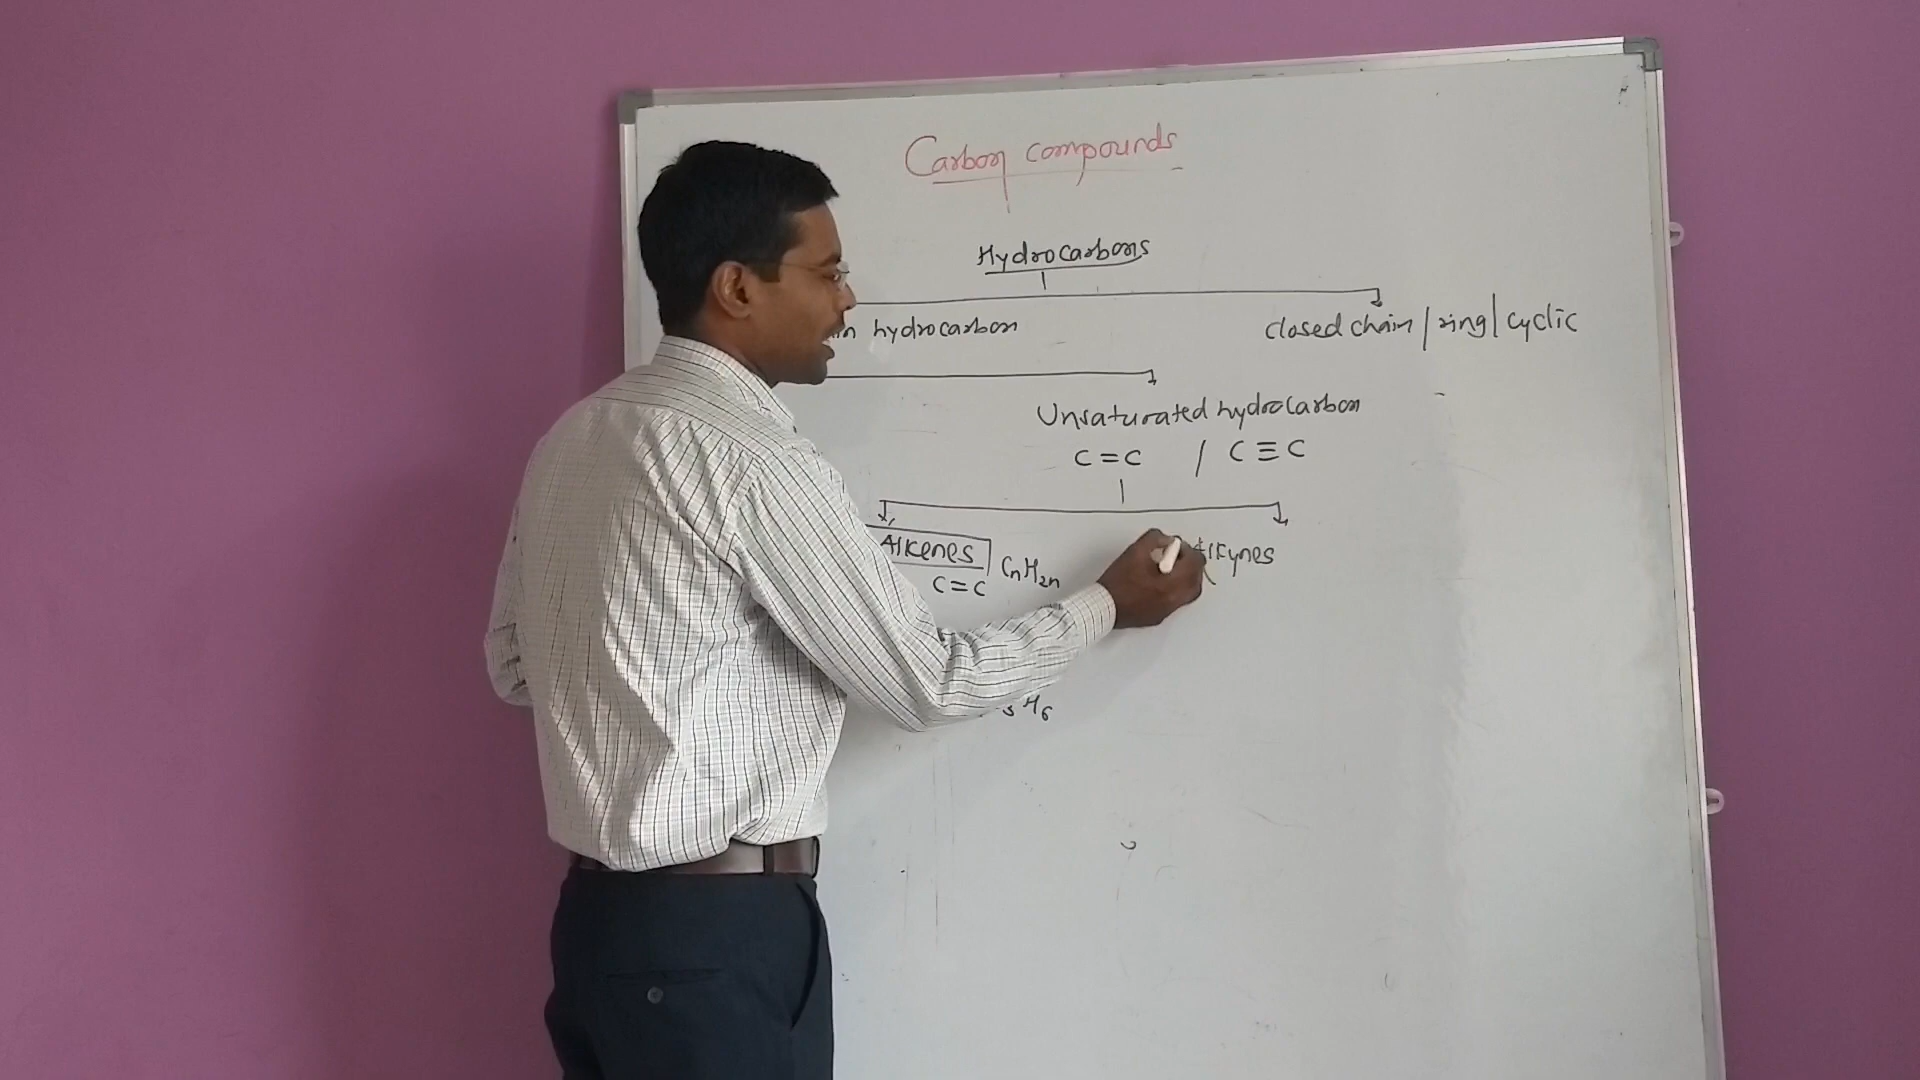 Carbon compounds
Hydrocarbons
hydrocarbon
closed chain / ring / cyclic
Unsaturated hydrocarbon
C=C / C≡C
Alkenes
CnH2n
C=C
Alkynes
H6